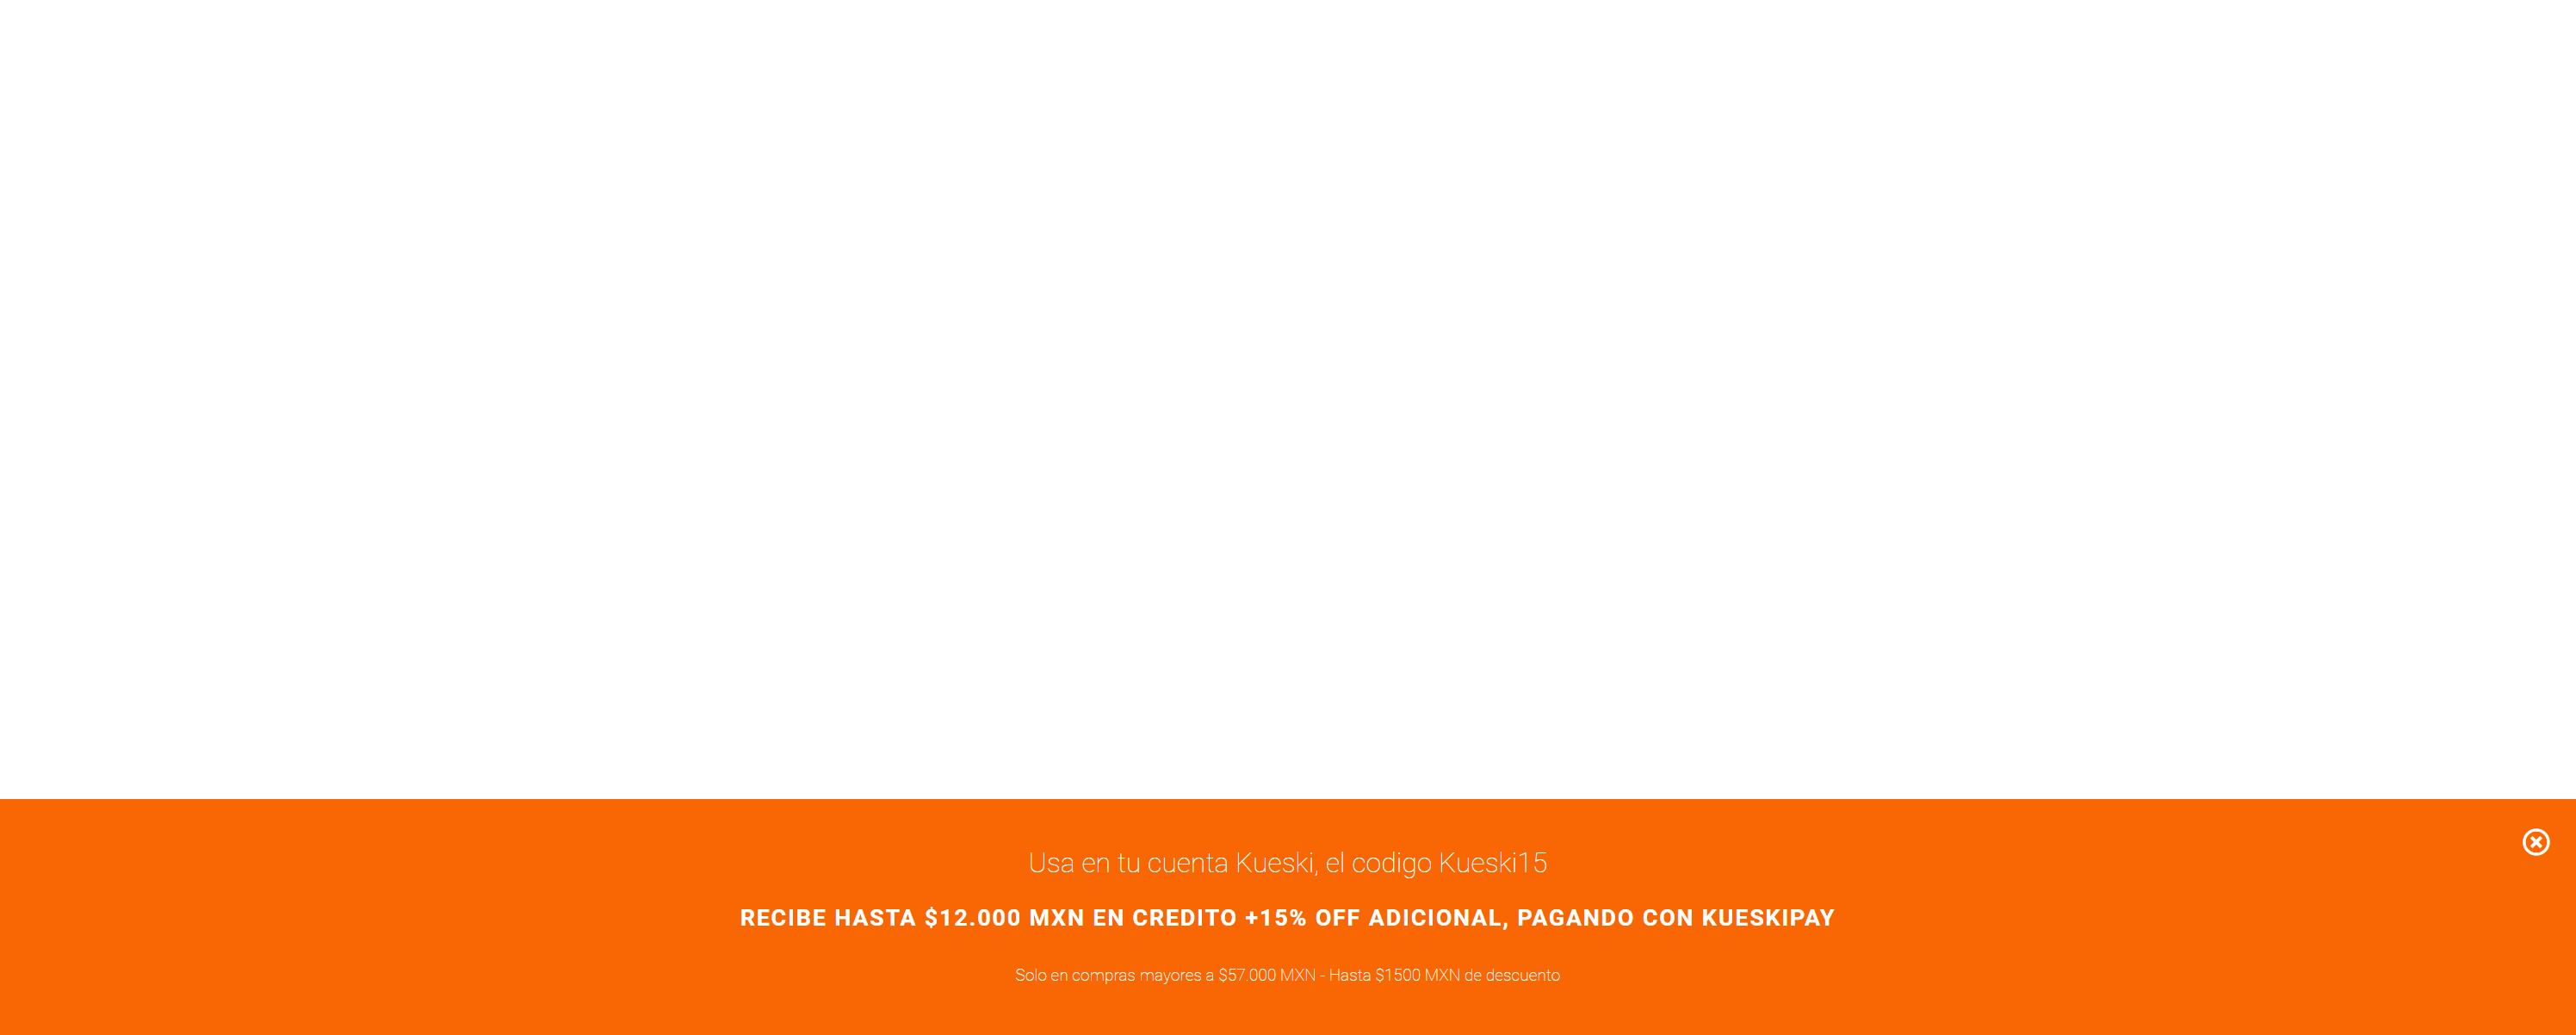 Usa en tu cuenta Kueski, el codigo Kueski15
RECIBE HASTA $12.000 MXN EN CREDITO +15% OFF ADICIONAL, PAGANDO CON KUESKIPAY
Solo en compras mayores a $57.000 MXN - Hasta $1500 MXN de descuento